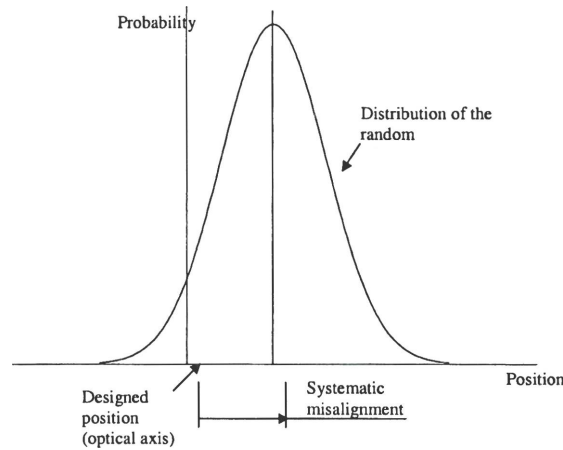 Probability
Distribution of the
random
Position
Designed
position
(optical axis)
Systematic
misalignment